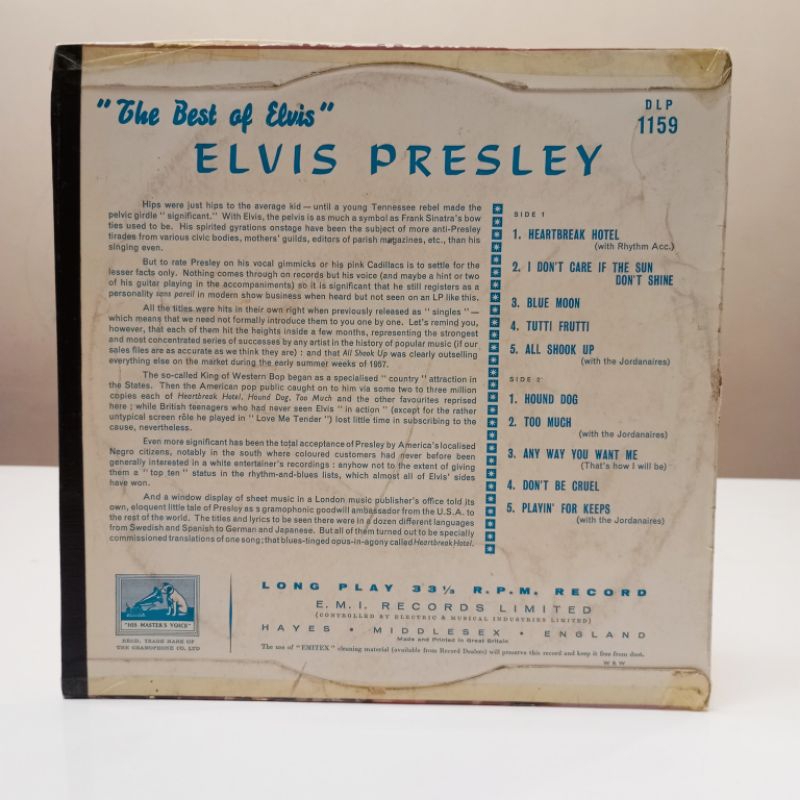 "The Best of Elvis"
ELVIS PRESLEY
DLP
1159
Hips were just hips to the average kid — until a young Tennessee rebel made the
pelvic girdle " significant." With Elvis, the pelvis is as much a symbol as Frank Sinatra's bow
ties used to be. His spirited gyrations onstage have been the subject of more anti-Presley
tirades from various civic bodies, mothers' guilds, editors of parish magazines, etc., than his
singing even.
But to rate Presley on his vocal gimmicks or his pink Cadillacs is to settle for the
lesser facts only. Nothing comes through on records but his voice (and maybe a hint or two
of his guitar playing in the accompaniments) so it is significant that he still registers as a
personality sans pareil in modern show business when heard but not seen on an LP like this.
All the titles were hits in their own right when previously released as " singles " —
which means that we need not formally introduce them to you one by one. Let's remind you,
however, that each of them hit the heights inside a few months, representing the strongest
and most concentrated series of successes by any artist in the history of popular music (if our
sales files are as accurate as we think they are) : and that All Shook Up was clearly outselling
everything else on the market during the early summer weeks of 1957.
The so-called King of Western Bop began as a specialised " country " attraction in
the States. Then the American pop public caught on to him via some two to three million
copies each of Heartbreak Hotel, Hound Dog, Too Much and the other favourites reprised
here ; while British teenagers who had never seen Elvis " in action " (except for the rather
untypical screen rôle he played in " Love Me Tender ") lost little time in subscribing to the
cause, nevertheless.
Even more significant has been the total acceptance of Presley by America's localised
Negro citizens, notably in the south where coloured customers had never before been
generally interested in a white entertainer's recordings : anyhow not to the extent of giving
them a " top ten " status in the rhythm-and-blues lists, which almost all of Elvis' sides
have won.
And a window display of sheet music in a London music publisher's office told its
own, eloquent little tale of Presley as s gramophonic goodwill ambassador from the U.S.A. to
the rest of the world. The titles and lyrics to be seen there were in a dozen different languages
from Swedish and Spanish to German and Japanese. But all of them turned out to be specially
commissioned translations of one song ; that blues-tinged opus-in-agony called Heartbreak Hotel.
SIDE 1
1. HEARTBREAK HOTEL
(with Rhythm Acc.)
2. I DON'T CARE IF THE SUN
DON'T SHINE
3. BLUE MOON
4. TUTTI FRUTTI
5. ALL SHOOK UP
(with the Jordanaires)
SIDE 2
1. HOUND DOG
2. TOO MUCH
(with the Jordanaires)
3. ANY WAY YOU WANT ME
(That's how I will be)
4. DON'T BE CRUEL
5. PLAYIN' FOR KEEPS
(with the Jordanaires)
"HIS MASTER'S VOICE"
REGD. TRADE MARK OF
THE GRAMOPHONE CO. LTD
LONG PLAY 33⅓ R.P.M. RECORD
E.M.I. RECORDS LIMITED
(CONTROLLED BY ELECTRIC & MUSICAL INDUSTRIES LIMITED)
HAYES • MIDDLESEX • ENGLAND
Made and Printed in Great Britain
The use of "EMITEX" cleaning material (available from Record Dealers) will preserve this record and keep it free from dust.
W & W